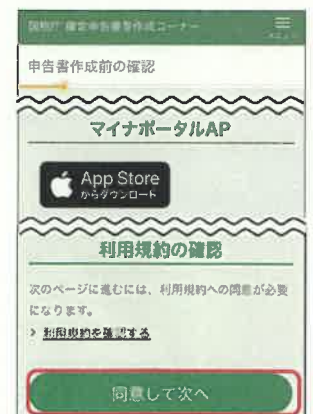 国税庁 確定申告書等作成コーナー
メニュー
申告書作成前の確認
マイナポータルAP
App Store
からダウンロード
利用規約の確認
次のページに進むには、利用規約への同意が必要
になります。
> 利用規約を確認する
同意して次へ